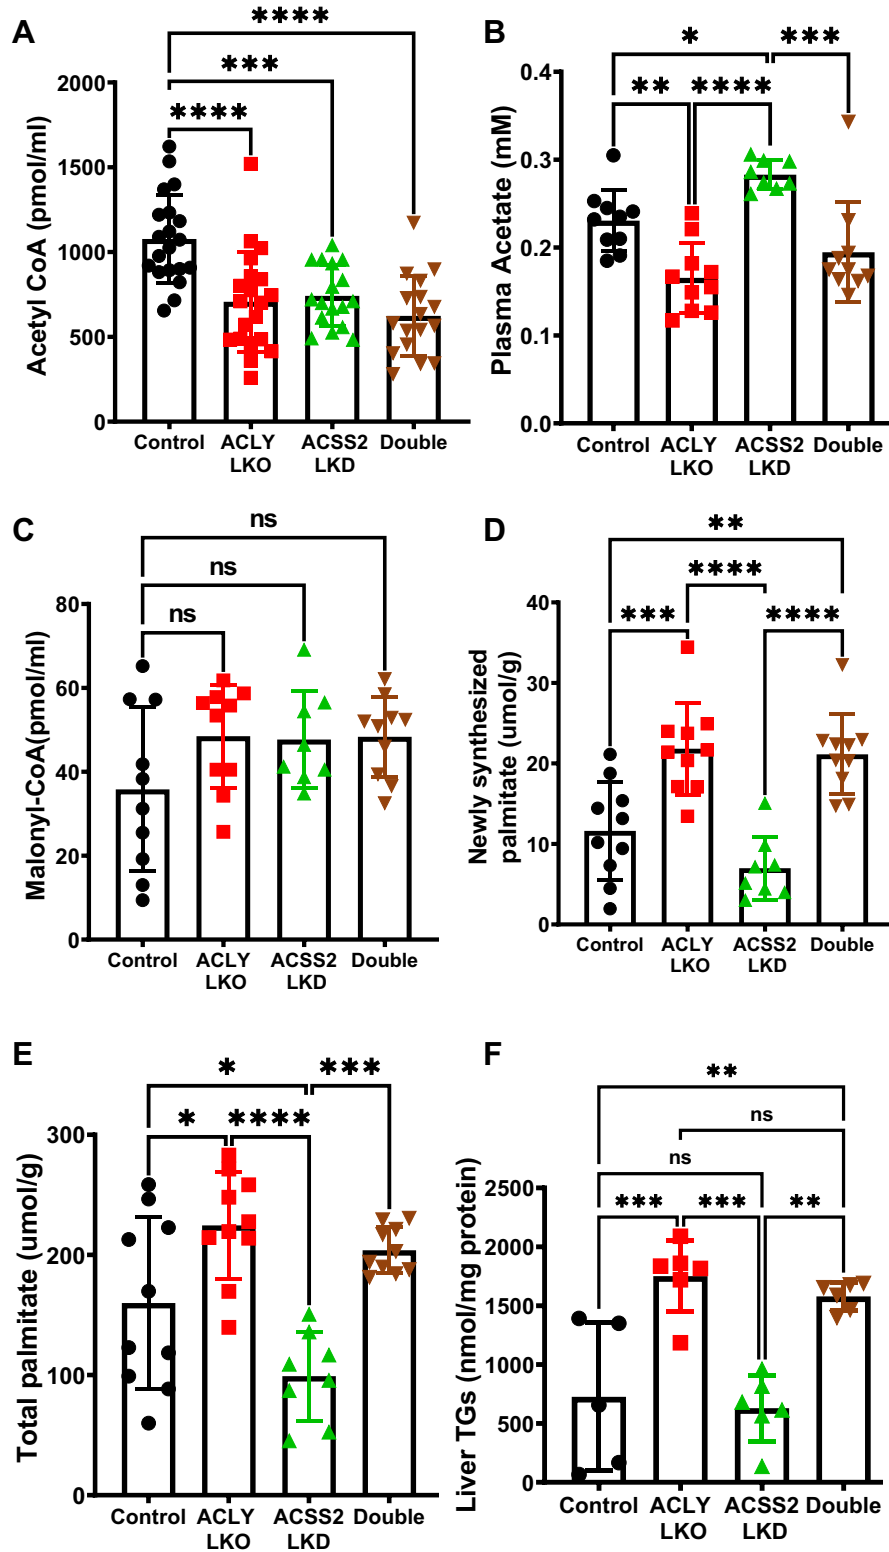 A
****
***
****
Acetyl CoA (pmol/ml)
2000
1500
1000
500
0
Control
ACLY
LKO
ACSS2
LKD
Double
B
*
***
**
****
Plasma Acetate (mM)
0.4
0.3
0.2
0.1
0.0
Control
ACLY
LKO
ACSS2
LKD
Double
C
ns
ns
ns
Malonyl-CoA(pmol/ml)
80
60
40
20
0
Control
ACLY
LKO
ACSS2
LKD
Double
D
**
****
***
****
Newly synthesized
palmitate (umol/g)
40
30
20
10
0
Control
ACLY
LKO
ACSS2
LKD
Double
E
*
***
*
****
Total palmitate (umol/g)
300
200
100
0
Control
ACLY
LKO
ACSS2
LKD
Double
F
**
ns
ns
***
***
**
Liver TGs (nmol/mg protein)
2500
2000
1500
1000
500
0
Control
ACLY
LKO
ACSS2
LKD
Double